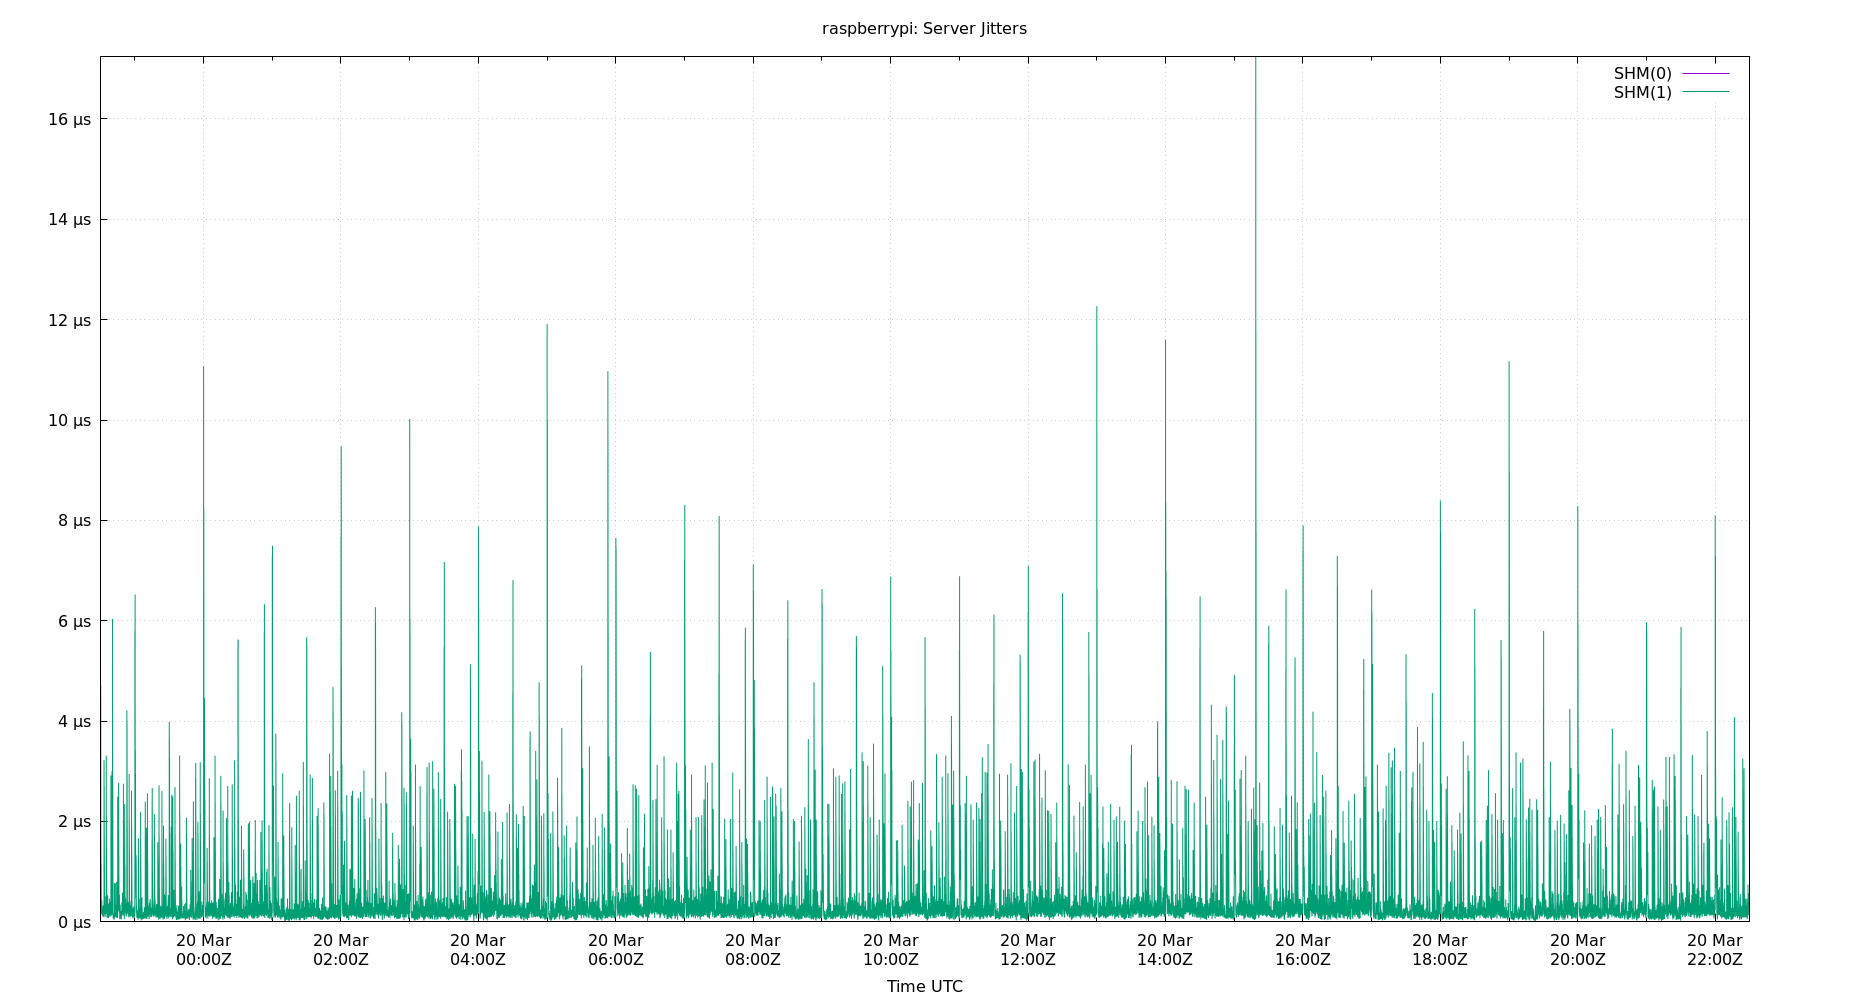 raspberrypi: Server Jitters
SHM(0)
SHM(1)
16 µs
14 µs
12 µs
10 µs
8 µs
6 µs
4 µs
2 µs
0 µs
20 Mar 20 Mar 20 Mar 20 Mar 20 Mar 20 Mar 20 Mar 20 Mar 20 Mar 20 Mar 20 Mar 20 Mar
00:00Z 02:00Z 04:00Z 06:00Z 08:00Z 10:00Z 12:00Z 14:00Z 16:00Z 18:00Z 20:00Z 22:00Z
Time UTC